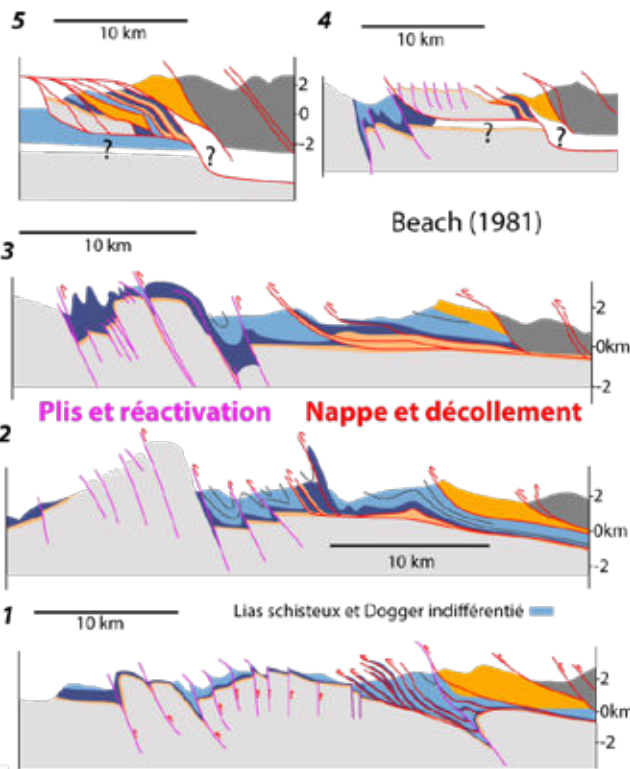 5
10 km
2
0
-2
?
?
4
10 km
?
?
Beach (1981)
3
10 km
2
0km
-2
Plis et réactivation
Nappe et décollement
2
10 km
2
0km
-2
1
10 km
Lias schisteux et Dogger indifférentié
2
0km
-2